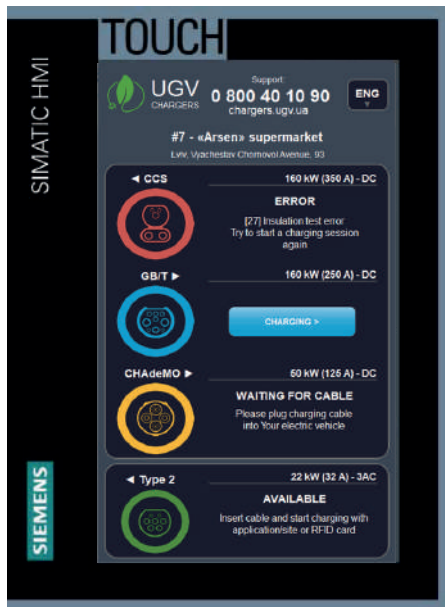 TOUCH
SIMATIC HMI
UGV
CHARGERS
Support:
0 800 40 10 90
chargers.ugv.ua
ENG
#7 - «Arsen» supermarket
Lviv, Vyacheslav Chornovol Avenue, 93
◄ CCS
160 kW (350 A) - DC
ERROR
[27] Insulation test error
Try to start a charging session
again
GB/T ►
160 kW (250 A) - DC
CHARGING >
CHAdeMO ►
50 kW (125 A) - DC
WAITING FOR CABLE
Please plug charging cable
into Your electric vehicle
◄ Type 2
22 kW (32 A) - 3AC
AVAILABLE
Insert cable and start charging with
application/site or RFID card
SIEMENS